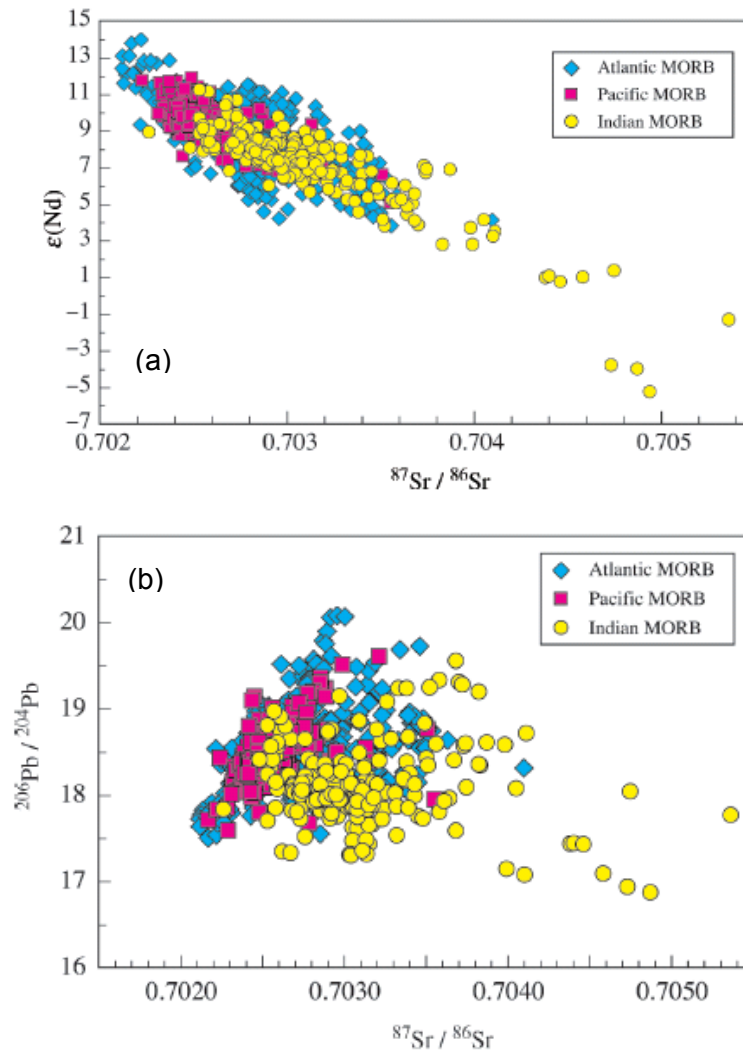 15
13
11
9
7
5
3
1
−1
−3
−5
−7
ε(Nd)
Atlantic MORB
Pacific MORB
Indian MORB
(a)
0.702 0.703 0.704 0.705
⁸⁷Sr / ⁸⁶Sr
21
20
19
18
17
16
²⁰⁶Pb / ²⁰⁴Pb
(b)
Atlantic MORB
Pacific MORB
Indian MORB
0.7020 0.7030 0.7040 0.7050
⁸⁷Sr / ⁸⁶Sr